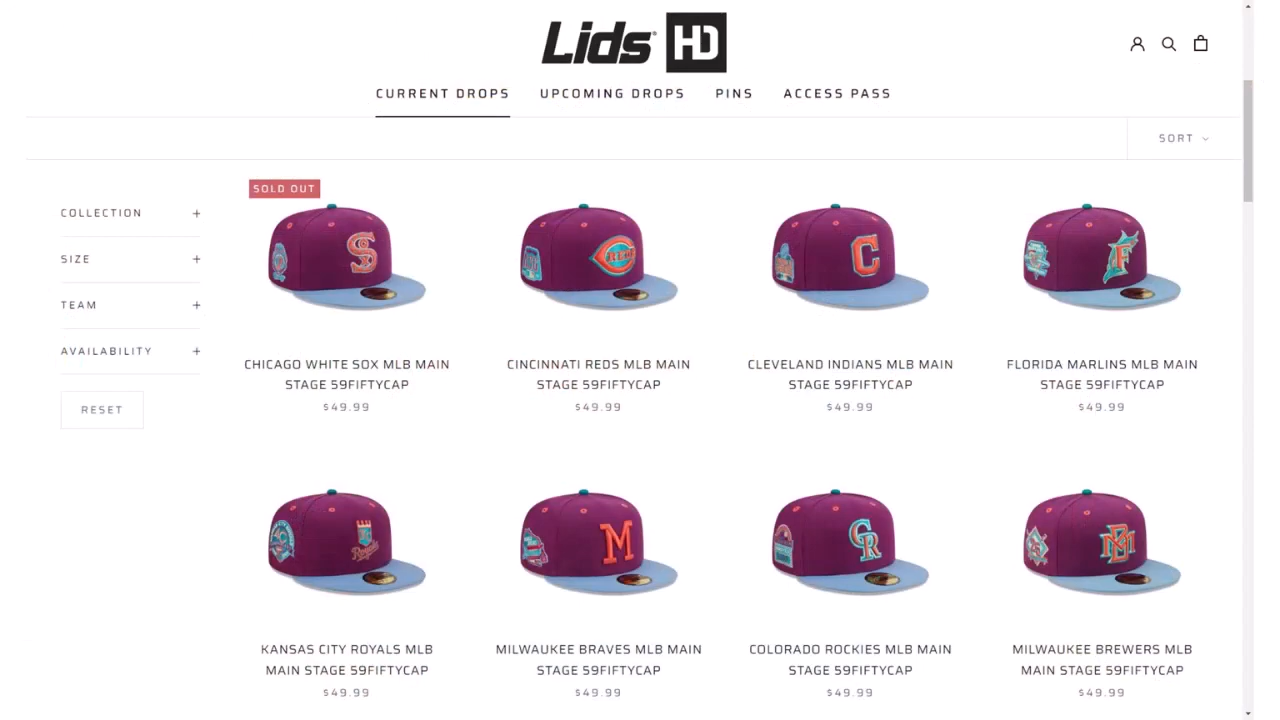 Lids HD
CURRENT DROPS
UPCOMING DROPS
PINS
ACCESS PASS
SORT
COLLECTION +
SIZE +
TEAM +
AVAILABILITY +
RESET
SOLD OUT
S
CHICAGO WHITE SOX MLB MAIN
STAGE 59FIFTYCAP
$49.99
REDS
CINCINNATI REDS MLB MAIN
STAGE 59FIFTYCAP
$49.99
C
CLEVELAND INDIANS MLB MAIN
STAGE 59FIFTYCAP
$49.99
F
FLORIDA MARLINS MLB MAIN
STAGE 59FIFTYCAP
$49.99
Royals
KANSAS CITY ROYALS MLB
MAIN STAGE 59FIFTYCAP
$49.99
M
MILWAUKEE BRAVES MLB MAIN
STAGE 59FIFTYCAP
$49.99
CR
COLORADO ROCKIES MLB MAIN
STAGE 59FIFTYCAP
$49.99
MB
MILWAUKEE BREWERS MLB
MAIN STAGE 59FIFTYCAP
$49.99